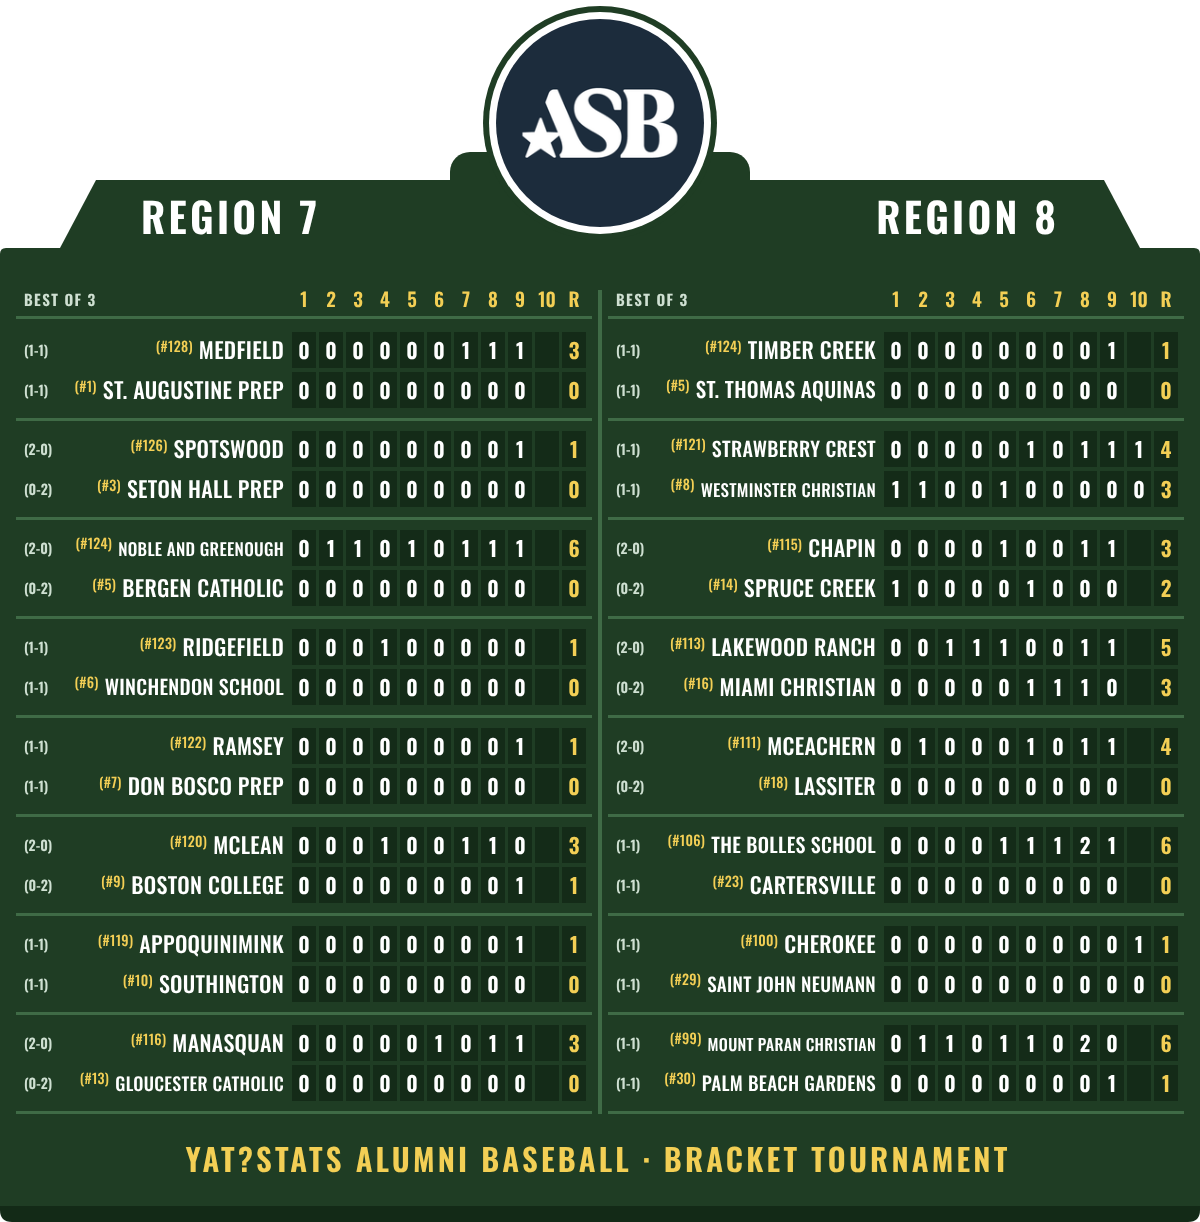 ASB
REGION 7
REGION 8
BEST OF 3 1 2 3 4 5 6 7 8 9 10 R
(1-1) (#128) MEDFIELD 0 0 0 0 0 0 1 1 1 3
(1-1) (#1) ST. AUGUSTINE PREP 0 0 0 0 0 0 0 0 0 0
(2-0) (#126) SPOTSWOOD 0 0 0 0 0 0 0 0 1 1
(0-2) (#3) SETON HALL PREP 0 0 0 0 0 0 0 0 0 0
(2-0) (#124) NOBLE AND GREENOUGH 0 1 1 0 1 0 1 1 1 6
(0-2) (#5) BERGEN CATHOLIC 0 0 0 0 0 0 0 0 0 0
(1-1) (#123) RIDGEFIELD 0 0 0 1 0 0 0 0 0 1
(1-1) (#6) WINCHENDON SCHOOL 0 0 0 0 0 0 0 0 0 0
(1-1) (#122) RAMSEY 0 0 0 0 0 0 0 0 1 1
(1-1) (#7) DON BOSCO PREP 0 0 0 0 0 0 0 0 0 0
(2-0) (#120) MCLEAN 0 0 0 1 0 0 1 1 0 3
(0-2) (#9) BOSTON COLLEGE 0 0 0 0 0 0 0 0 1 1
(1-1) (#119) APPOQUINIMINK 0 0 0 0 0 0 0 0 1 1
(1-1) (#10) SOUTHINGTON 0 0 0 0 0 0 0 0 0 0
(2-0) (#116) MANASQUAN 0 0 0 0 0 1 0 1 1 3
(0-2) (#13) GLOUCESTER CATHOLIC 0 0 0 0 0 0 0 0 0 0
BEST OF 3 1 2 3 4 5 6 7 8 9 10 R
(1-1) (#124) TIMBER CREEK 0 0 0 0 0 0 0 0 1 1
(1-1) (#5) ST. THOMAS AQUINAS 0 0 0 0 0 0 0 0 0 0
(1-1) (#121) STRAWBERRY CREST 0 0 0 0 0 1 0 1 1 1 4
(1-1) (#8) WESTMINSTER CHRISTIAN 1 1 0 0 1 0 0 0 0 0 3
(2-0) (#115) CHAPIN 0 0 0 0 1 0 0 1 1 3
(0-2) (#14) SPRUCE CREEK 1 0 0 0 0 1 0 0 0 2
(2-0) (#113) LAKEWOOD RANCH 0 0 1 1 1 0 0 1 1 5
(0-2) (#16) MIAMI CHRISTIAN 0 0 0 0 0 1 1 1 0 3
(2-0) (#111) MCEACHERN 0 1 0 0 0 1 0 1 1 4
(0-2) (#18) LASSITER 0 0 0 0 0 0 0 0 0 0
(1-1) (#106) THE BOLLES SCHOOL 0 0 0 0 1 1 1 2 1 6
(1-1) (#23) CARTERSVILLE 0 0 0 0 0 0 0 0 0 0
(1-1) (#100) CHEROKEE 0 0 0 0 0 0 0 0 0 1 1
(1-1) (#29) SAINT JOHN NEUMANN 0 0 0 0 0 0 0 0 0 0 0
(1-1) (#99) MOUNT PARAN CHRISTIAN 0 1 1 0 1 1 0 2 0 6
(1-1) (#30) PALM BEACH GARDENS 0 0 0 0 0 0 0 0 1 1
YAT?STATS ALUMNI BASEBALL · BRACKET TOURNAMENT